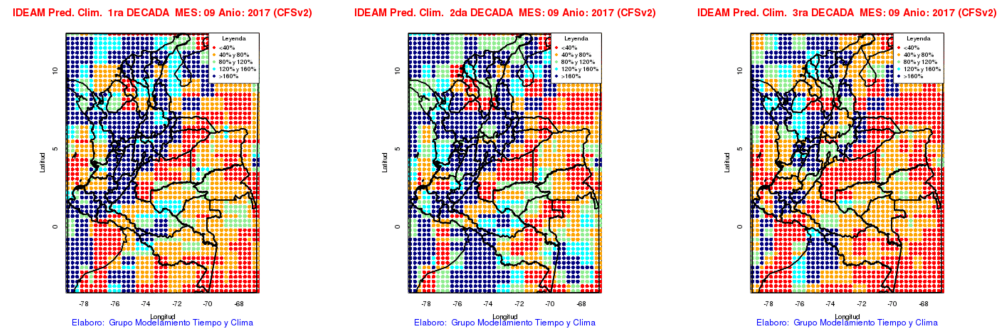 IDEAM Pred. Clim. 1ra DECADA MES: 09 Anio: 2017 (CFSv2)
Leyenda
<40%
40% y 80%
80% y 120%
120% y 160%
>160%
10
5
0
Latitud
-78 -76 -74 -72 -70 -68
Longitud
Elaboro: Grupo Modelamiento Tiempo y Clima
IDEAM Pred. Clim. 2da DECADA MES: 09 Anio: 2017 (CFSv2)
Leyenda
<40%
40% y 80%
80% y 120%
120% y 160%
>160%
10
5
0
Latitud
-78 -76 -74 -72 -70 -68
Longitud
Elaboro: Grupo Modelamiento Tiempo y Clima
IDEAM Pred. Clim. 3ra DECADA MES: 09 Anio: 2017 (CFSv2)
Leyenda
<40%
40% y 80%
80% y 120%
120% y 160%
>160%
10
5
0
Latitud
-78 -76 -74 -72 -70 -68
Longitud
Elaboro: Grupo Modelamiento Tiempo y Clima